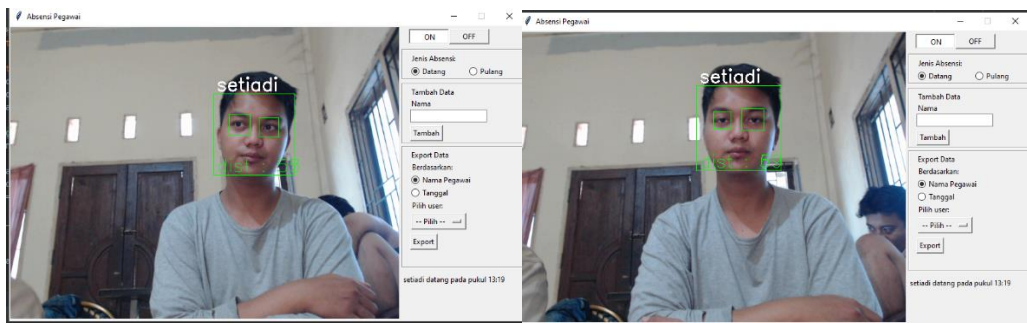 Absensi Pegawai
ON OFF
Jenis Absensi:
Datang Pulang
Tambah Data
Nama
Tambah
Export Data
Berdasarkan:
Nama Pegawai
Tanggal
Pilih user:
-- Pilih --
Export
setiadi datang pada pukul 13:19
setiadi
Absensi Pegawai
ON OFF
Jenis Absensi:
Datang Pulang
Tambah Data
Nama
Tambah
Export Data
Berdasarkan:
Nama Pegawai
Tanggal
Pilih user:
-- Pilih --
Export
setiadi datang pada pukul 13:19
setiadi